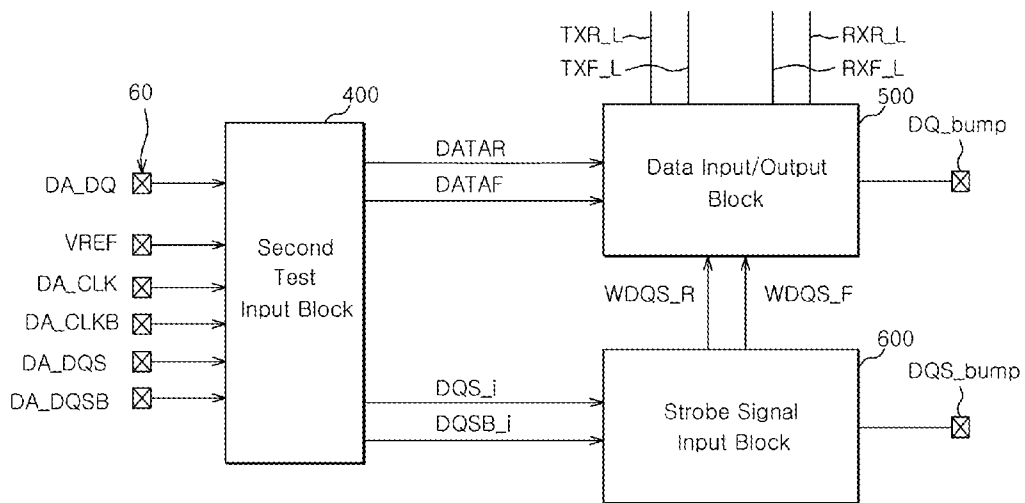 TXR_L
RXR_L
TXF_L
RXF_L
60
400
500
DQ_bump
DATAR
DA_DQ
DATAF
Data Input/Output
Block
VREF
Second
Test
Input Block
DA_CLK
WDQS_R
WDQS_F
DA_CLKB
600
DA_DQS
DQS_bump
DA_DQSB
DQS_i
DQSB_i
Strobe Signal
Input Block